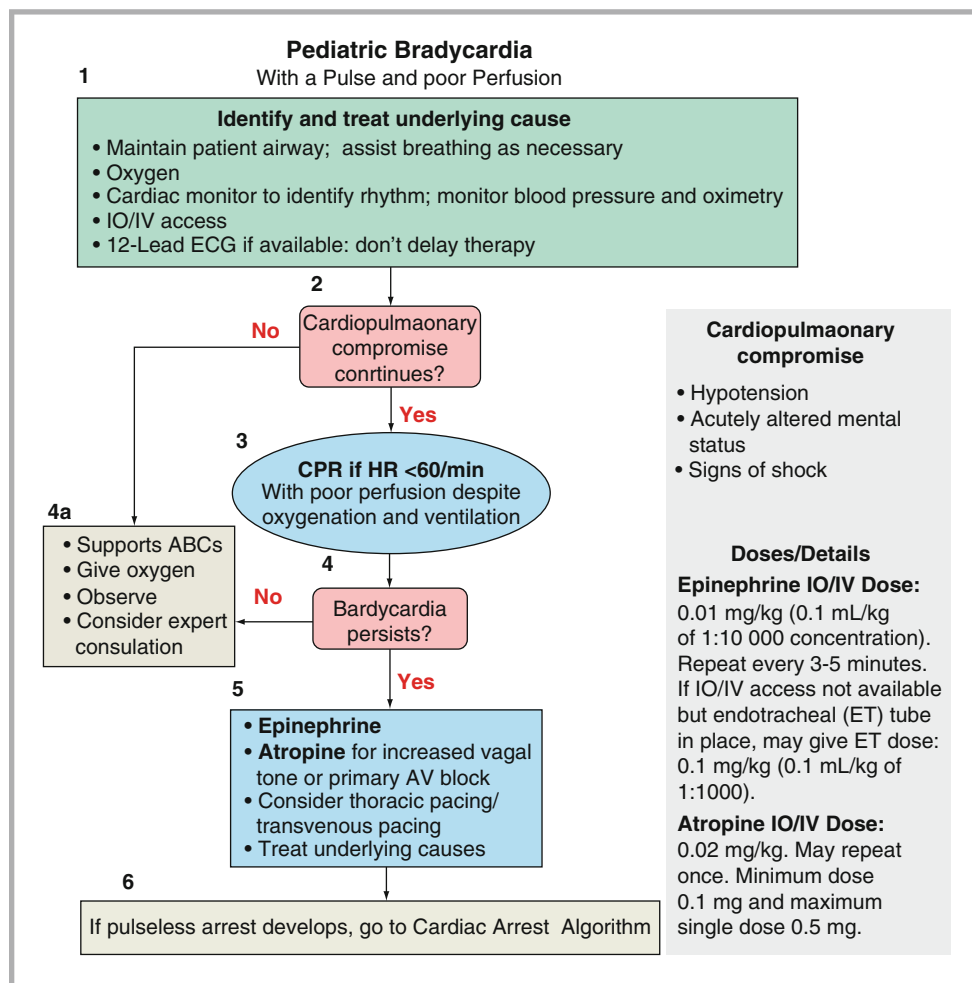 Pediatric Bradycardia
With a Pulse and poor Perfusion
1
Identify and treat underlying cause
• Maintain patient airway; assist breathing as necessary
• Oxygen
• Cardiac monitor to identify rhythm; monitor blood pressure and oximetry
• IO/IV access
• 12-Lead ECG if available: don't delay therapy
2
Cardiopulmaonary
compromise
conrtinues?
No
Yes
3
CPR if HR <60/min
With poor perfusion despite
oxygenation and ventilation
4a
• Supports ABCs
• Give oxygen
• Observe
• Consider expert
consulation
4
Bardycardia
persists?
No
Yes
5
• Epinephrine
• Atropine for increased vagal
tone or primary AV block
• Consider thoracic pacing/
transvenous pacing
• Treat underlying causes
6
If pulseless arrest develops, go to Cardiac Arrest Algorithm
Cardiopulmaonary
compromise
• Hypotension
• Acutely altered mental
status
• Signs of shock
Doses/Details
Epinephrine IO/IV Dose:
0.01 mg/kg (0.1 mL/kg
of 1:10 000 concentration).
Repeat every 3-5 minutes.
If IO/IV access not available
but endotracheal (ET) tube
in place, may give ET dose:
0.1 mg/kg (0.1 mL/kg of
1:1000).
Atropine IO/IV Dose:
0.02 mg/kg. May repeat
once. Minimum dose
0.1 mg and maximum
single dose 0.5 mg.